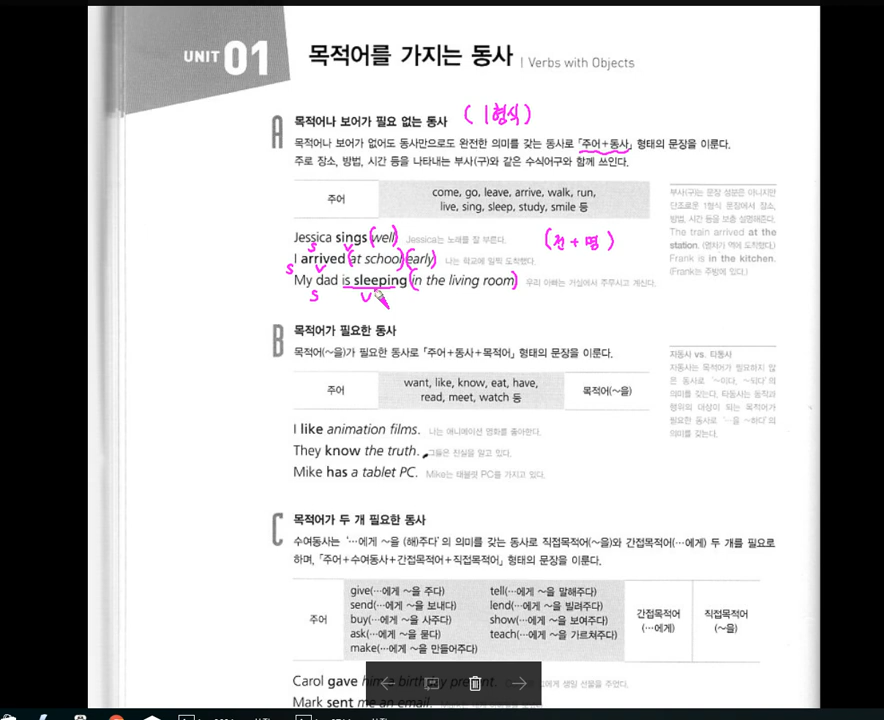 UNIT 01 목적어를 가지는 동사 | Verbs with Objects
A 목적어나 보어가 필요 없는 동사 (1형식)
목적어나 보어가 없어도 동사만으로도 완전한 의미를 갖는 동사로 「주어+동사」 형태의 문장을 이룬다.
주로 장소, 방법, 시간 등을 나타내는 부사(구)와 같은 수식어구와 함께 쓰인다.
주어
come, go, leave, arrive, walk, run,
live, sing, sleep, study, smile 등
Jessica sings (well) Jessica는 노래를 잘 부른다. (전+명)
S V
I arrived (at school) (early) 나는 학교에 일찍 도착했다.
S V
My dad is sleeping (in the living room) 우리 아빠는 거실에서 주무시고 계신다.
S V
부사(구)는 문장 성분은 아니지만
단조로운 1형식 문장에서 장소,
방법, 시간 등을 보충 설명해준다.
The train arrived at the
station. (열차가 역에 도착했다.)
Frank is in the kitchen.
(Frank는 주방에 있다.)
B 목적어가 필요한 동사
목적어(~을)가 필요한 동사로 「주어+동사+목적어」 형태의 문장을 이룬다.
주어
want, like, know, eat, have,
read, meet, watch 등
목적어(~을)
I like animation films. 나는 애니메이션 영화를 좋아한다.
They know the truth. 그들은 진실을 알고 있다.
Mike has a tablet PC. Mike는 태블릿 PC를 가지고 있다.
자동사 vs. 타동사
자동사는 목적어가 필요하지 않
은 동사로 '~이다, ~되다'의
의미를 갖는다. 타동사는 동작과
행위의 대상이 되는 목적어가
필요한 동사로 '…을 ~하다'의
의미를 갖는다.
C 목적어가 두 개 필요한 동사
수여동사는 '…에게 ~을 (해)주다'의 의미를 갖는 동사로 직접목적어(~을)와 간접목적어(…에게) 두 개를 필요로
하며, 「주어+수여동사+간접목적어+직접목적어」 형태의 문장을 이룬다.
주어
give(…에게 ~을 주다) tell(…에게 ~을 말해주다)
send(…에게 ~을 보내다) lend(…에게 ~을 빌려주다)
buy(…에게 ~을 사주다) show(…에게 ~을 보여주다)
ask(…에게 ~을 묻다) teach(…에게 ~을 가르쳐주다)
make(…에게 ~을 만들어주다)
간접목적어
(…에게)
직접목적어
(~을)
Carol gave him a birthday present. 에게 생일 선물을 주었다.
Mark sent me an email.